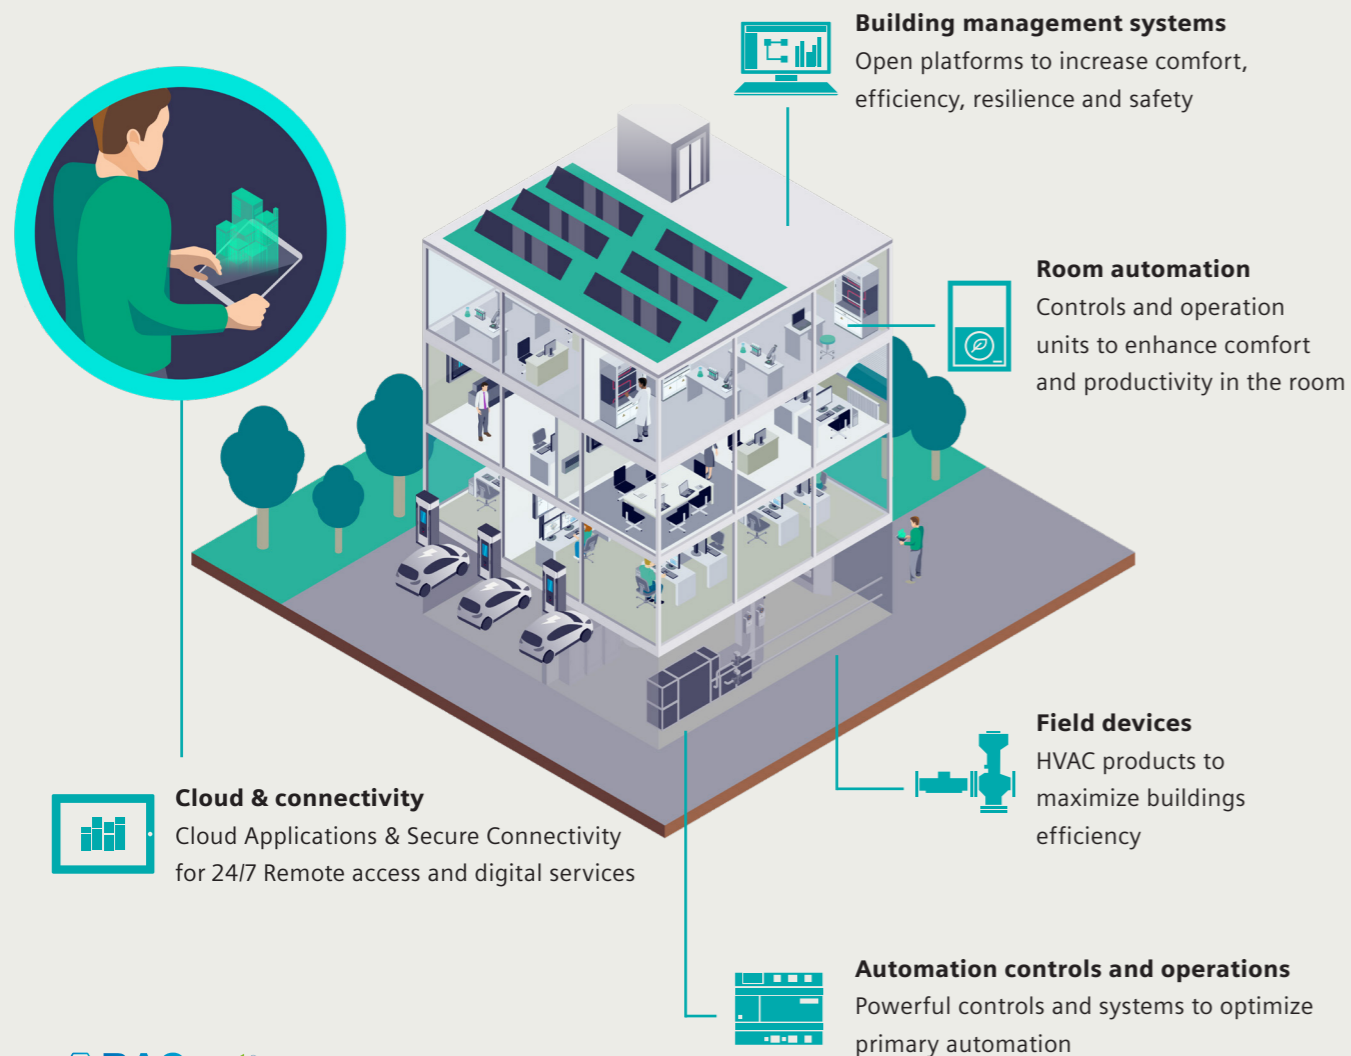 Building management systems
Open platforms to increase comfort,
efficiency, resilience and safety
Room automation
Controls and operation
units to enhance comfort
and productivity in the room
Field devices
HVAC products to
maximize buildings
efficiency
Cloud & connectivity
Cloud Applications & Secure Connectivity
for 24/7 Remote access and digital services
Automation controls and operations
Powerful controls and systems to optimize
primary automation